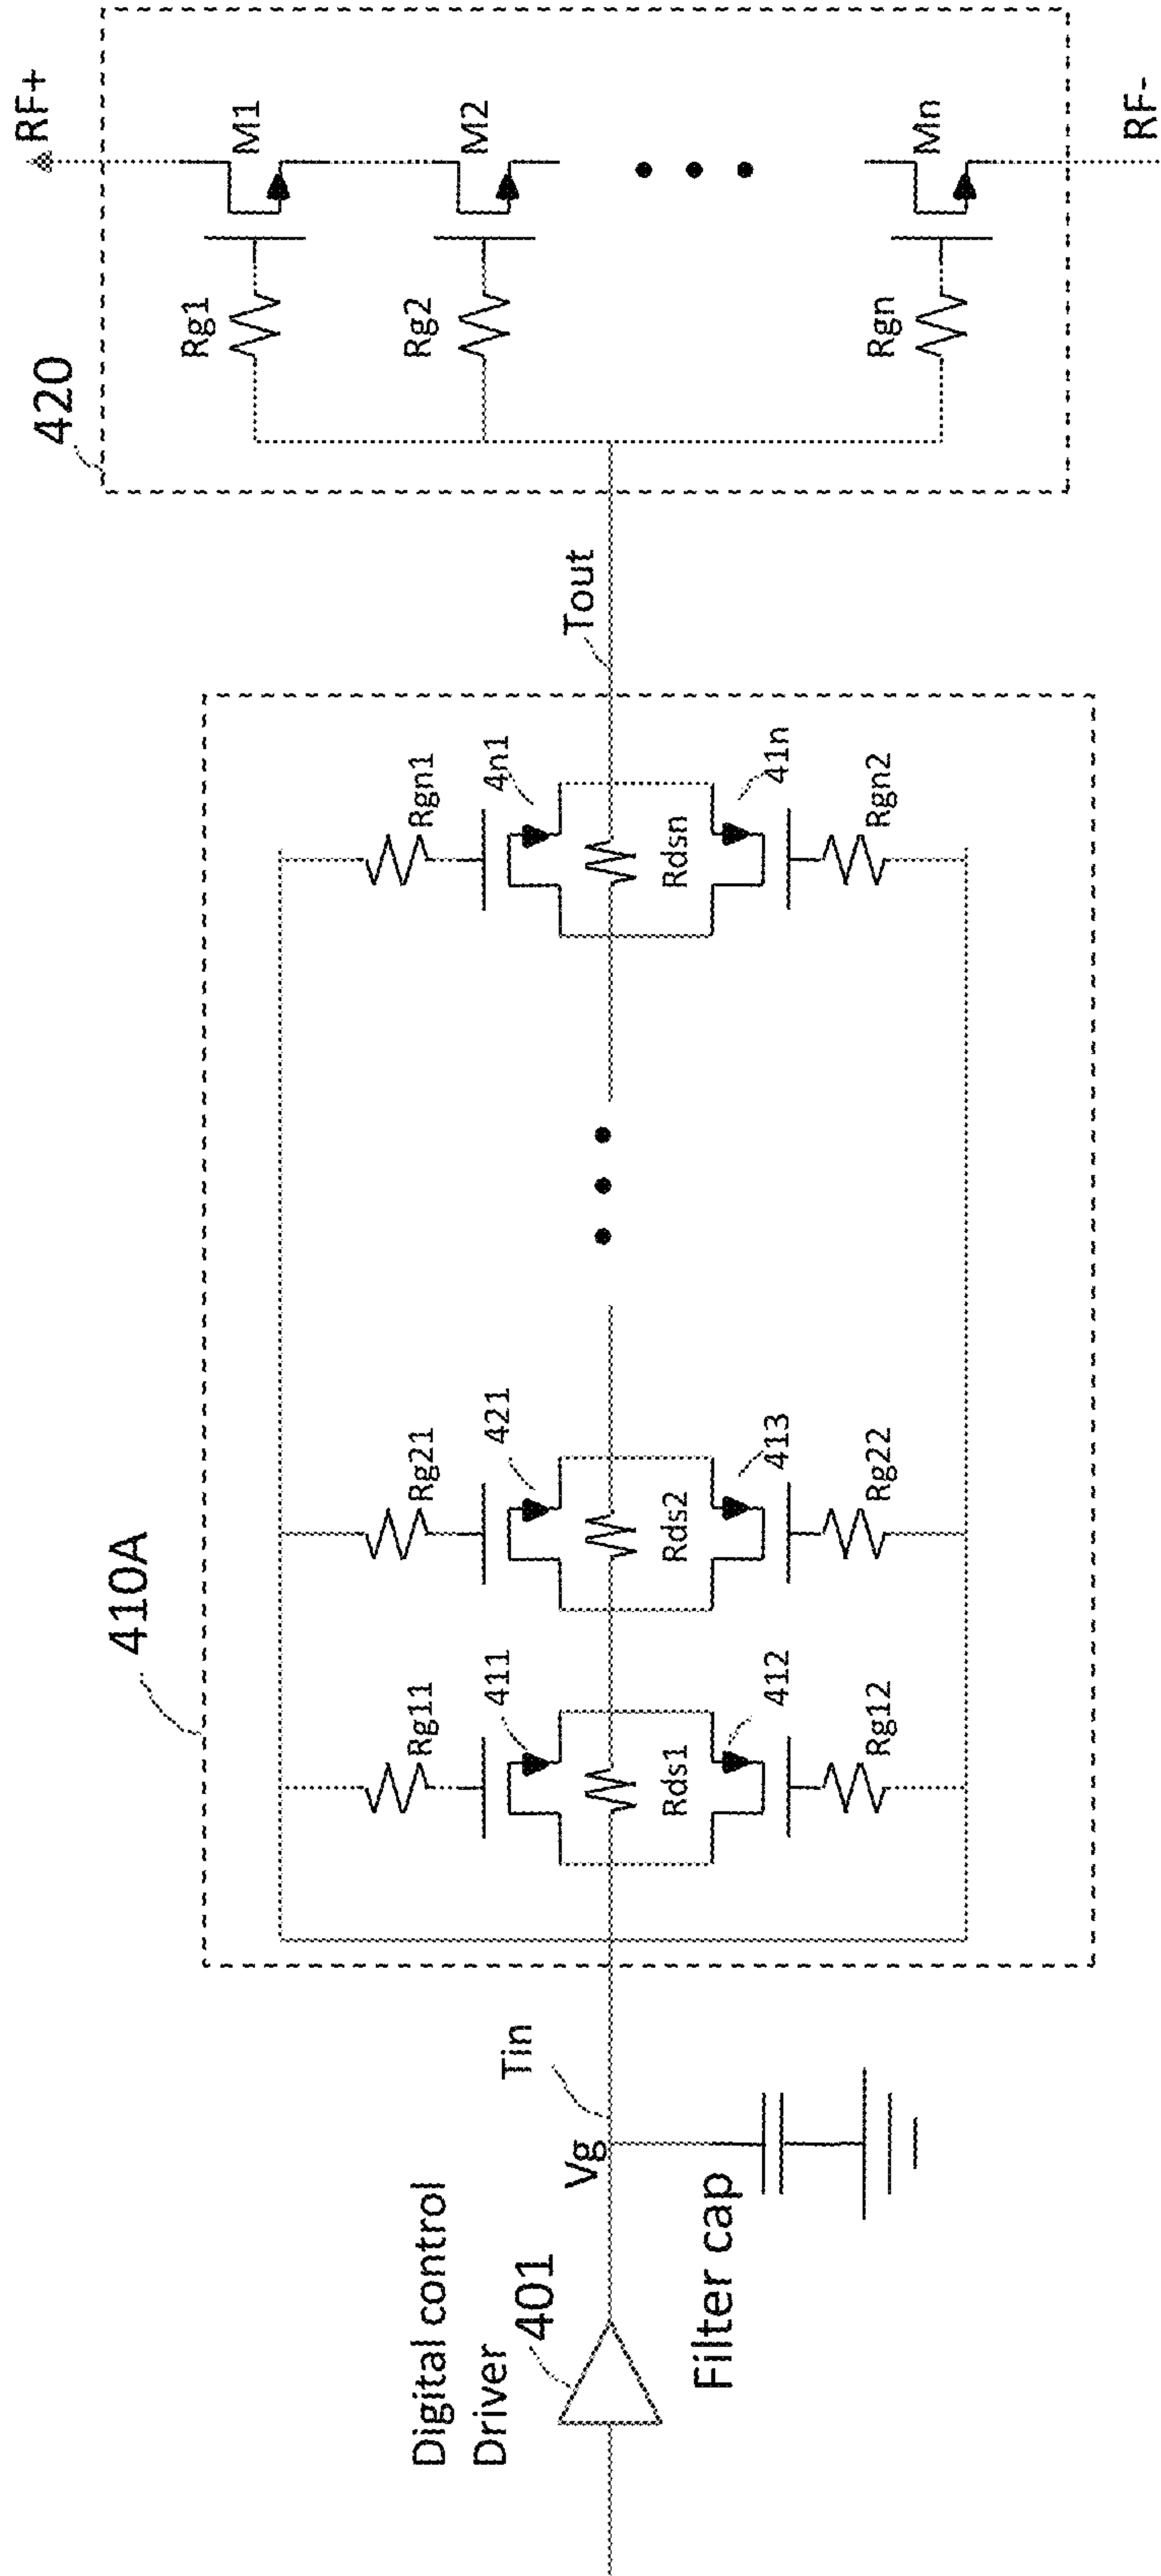 Digital control
Driver
401
Vg
Tin
Filter cap
410A
Rg11
411
Rds1
412
Rg12
Rg21
421
Rds2
413
Rg22
Rgn1
4n1
Rdsn
41n
Rgn2
Tout
420
Rg1
M1
RF+
Rg2
M2
Rgn
Mn
RF-